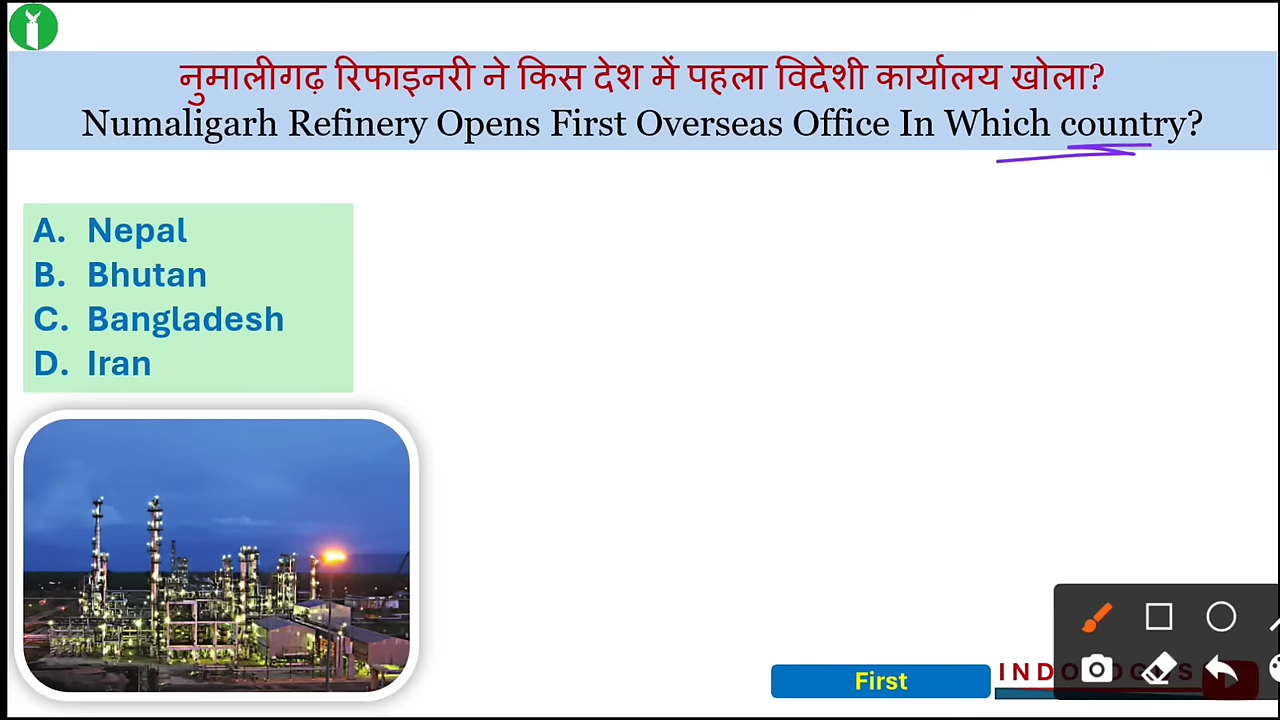 नुमालीगढ़ रिफाइनरी ने किस देश में पहला विदेशी कार्यालय खोला?
Numaligarh Refinery Opens First Overseas Office In Which country?
A. Nepal
B. Bhutan
C. Bangladesh
D. Iran
First